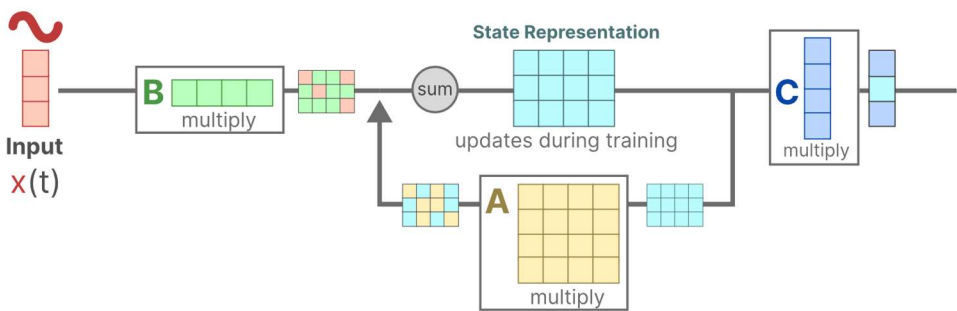 Input
x(t)
B
multiply
sum
State Representation
updates during training
A
multiply
C
multiply